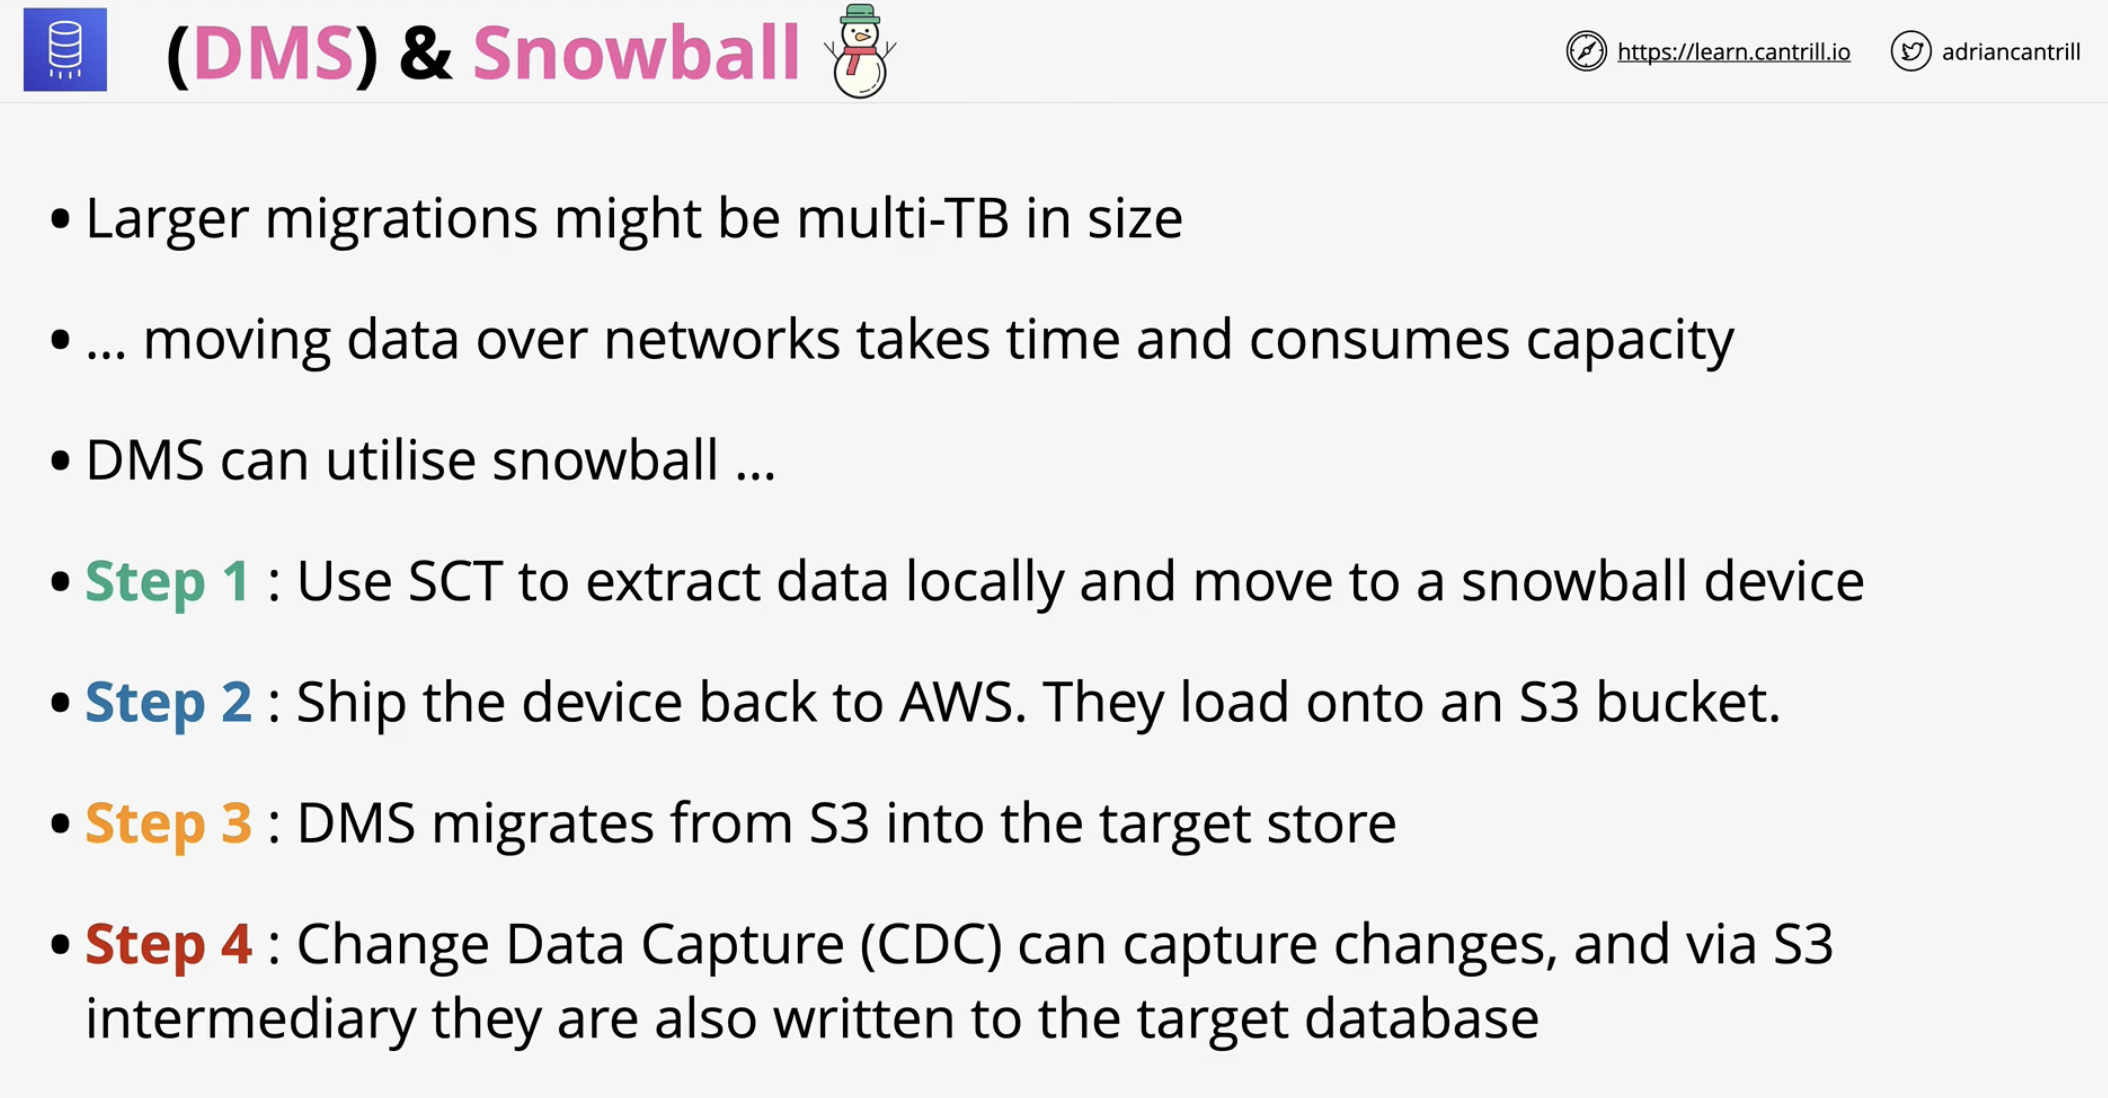 (DMS) & Snowball
https://learn.cantrill.io
adriancantrill
• Larger migrations might be multi-TB in size
• ... moving data over networks takes time and consumes capacity
• DMS can utilise snowball ...
• Step 1 : Use SCT to extract data locally and move to a snowball device
• Step 2 : Ship the device back to AWS. They load onto an S3 bucket.
• Step 3 : DMS migrates from S3 into the target store
• Step 4 : Change Data Capture (CDC) can capture changes, and via S3
intermediary they are also written to the target database